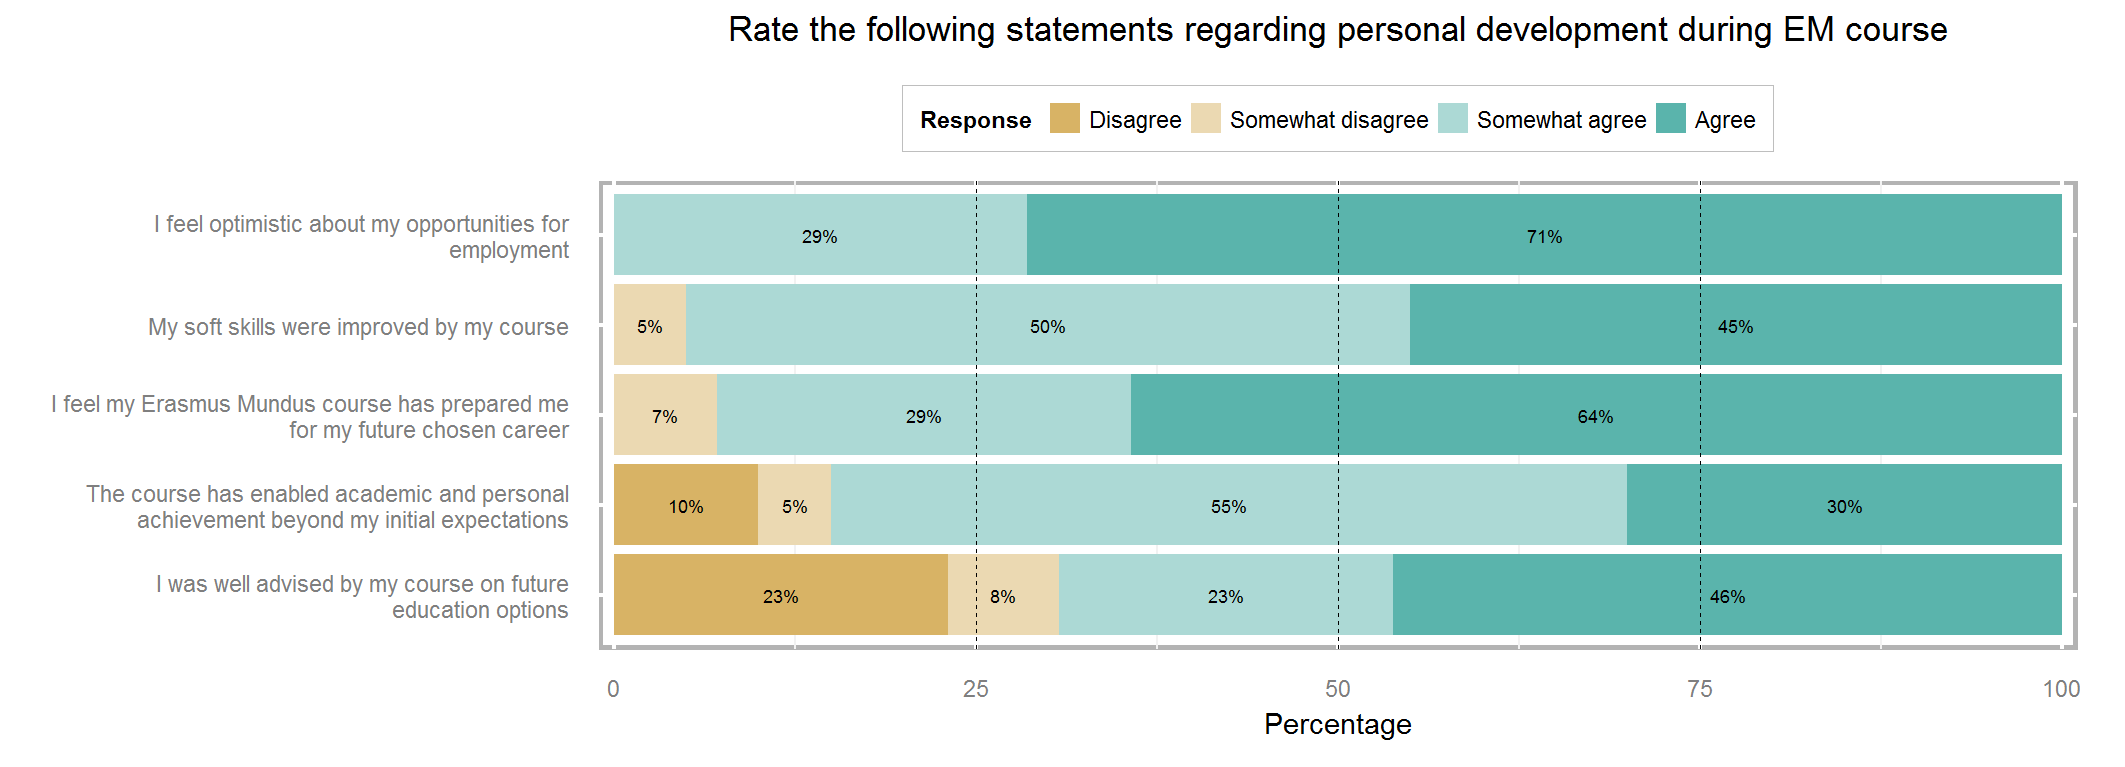 Rate the following statements regarding personal development during EM course
Response Disagree Somewhat disagree Somewhat agree Agree
I feel optimistic about my opportunities for
employment
29% 71%
My soft skills were improved by my course
5% 50% 45%
I feel my Erasmus Mundus course has prepared me
for my future chosen career
7% 29% 64%
The course has enabled academic and personal
achievement beyond my initial expectations
10% 5% 55% 30%
I was well advised by my course on future
education options
23% 8% 23% 46%
0 25 50 75 100
Percentage